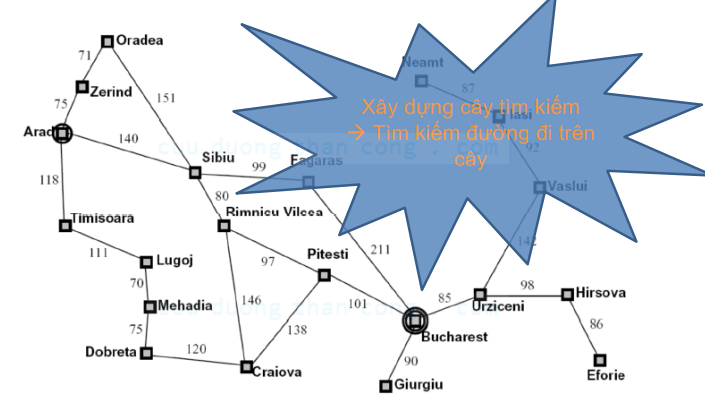 Oradea
Neamt
71
87
Zerind
75
151
Xây dựng cây tìm kiếm
Iasi
→ Tìm kiếm đường đi trên
cây
Arad
140
92
cuu duong than cong . com
Sibiu
99
Fagaras
118
80
Vaslui
Timisoara
Rimnicu Vilcea
111
211
142
Lugoj
97
Pitesti
70
146
101
85
98
Hirsova
Mehadia
Urziceni
cuu duong than cong . com
75
138
86
Bucharest
Dobreta
120
90
Craiova
Eforie
Giurgiu